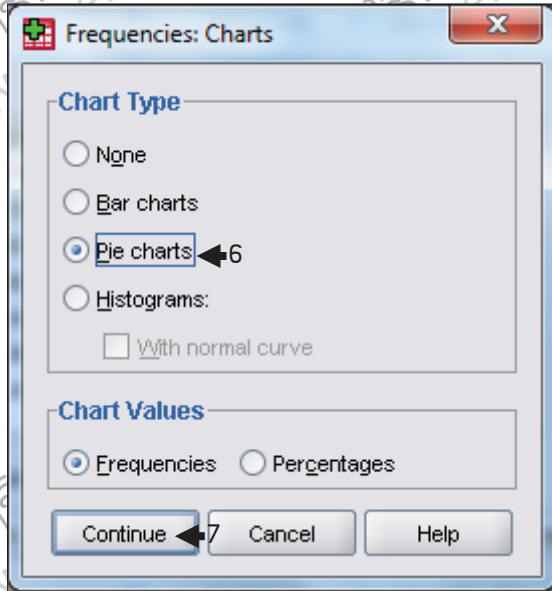 Frequencies: Charts
Chart Type
None
Bar charts
Pie charts 6
Histograms:
With normal curve
Chart Values
Frequencies Percentages
Continue 7 Cancel Help